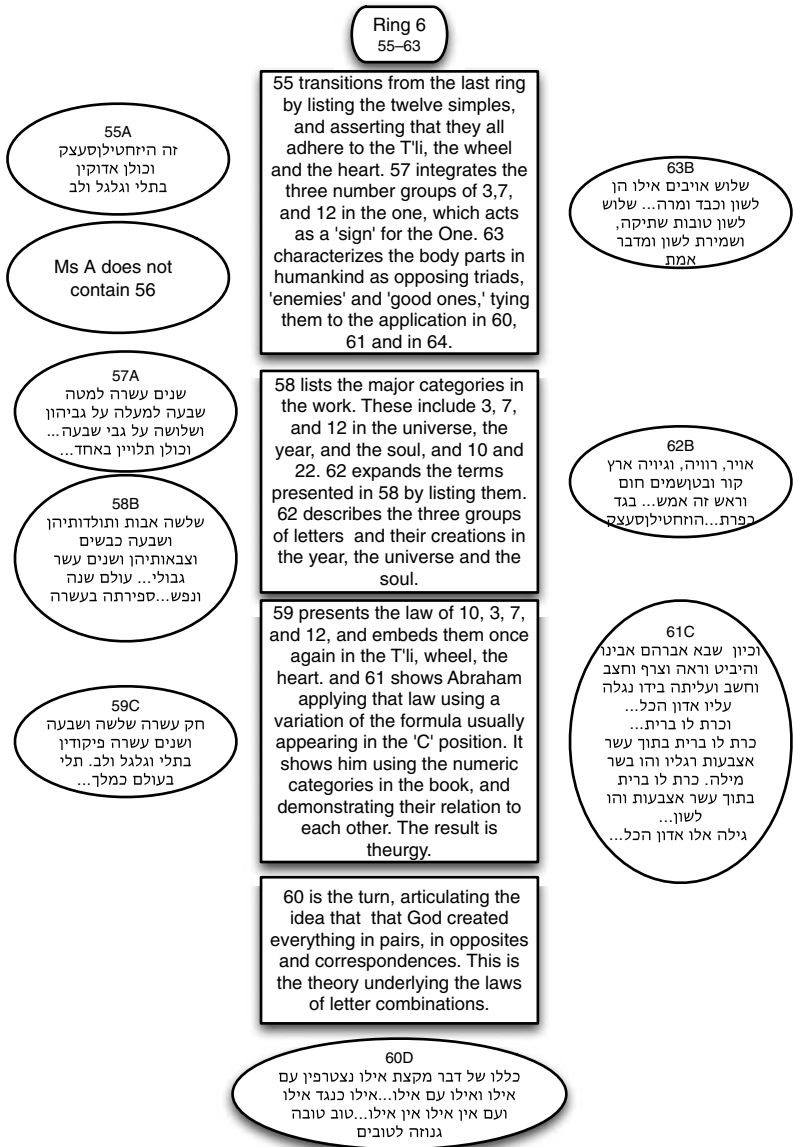 Ring 6
55–63
55 transitions from the last ring
by listing the twelve simples,
and asserting that they all
adhere to the T'li, the wheel
and the heart. 57 integrates the
three number groups of 3,7,
and 12 in the one, which acts
as a 'sign' for the One. 63
characterizes the body parts in
humankind as opposing triads,
'enemies' and 'good ones,' tying
them to the application in 60,
61 and in 64.
55A
זה היזחטילןסעצק
וכולן אדוקין
בתלי וגלגל ולב
63B
שלוש אויבים אילו הן
לשון וכבד ומרה... שלוש
לשון טובות שתיקה,
ושמירת לשון ומדבר
אמת
Ms A does not
contain 56
57A
שנים עשרה למטה
שבעה למעלה על גביהון
ושלושה על גבי שבעה...
וכולן תלויין באחד...
58 lists the major categories in
the work. These include 3, 7,
and 12 in the universe, the
year, and the soul, and 10 and
22. 62 expands the terms
presented in 58 by listing them.
62 describes the three groups
of letters and their creations in
the year, the universe and the
soul.
62B
אויר, רוויה, וגיויה ארץ
קור ובטןשמים חום
וראש זה אמש... בגד
כפרת...הוזחטילןסעצק
58B
שלשה אבות ותולדותיהן
ושבעה כבשים
וצבאותיהן ושנים עשר
גבולי... עולם שנה
ונפש...ספירתה בעשרה
59 presents the law of 10, 3, 7,
and 12, and embeds them once
again in the T'li, wheel, the
heart. and 61 shows Abraham
applying that law using a
variation of the formula usually
appearing in the 'C' position. It
shows him using the numeric
categories in the book, and
demonstrating their relation to
each other. The result is
theurgy.
59C
חק עשרה שלשה ושבעה
ושנים עשרה פיקודין
בתלי וגלגל ולב. תלי
בעולם כמלך...
61C
וכיון שבא אברהם אבינו
והיביט וראה וצרף וחצב
וחשב ועליתה בידו נגלה
עליו אדון הכל...
וכרת לו ברית...
כרת לו ברית בתוך עשר
אצבעות רגליו והו בשר
מילה. כרת לו ברית
בתוך עשר אצבעות והו
לשון...
גילה אלו אדון הכל...
60 is the turn, articulating the
idea that that God created
everything in pairs, in opposites
and correspondences. This is
the theory underlying the laws
of letter combinations.
60D
כללו של דבר מקצת אילו נצטרפין עם
אילו ואילו עם אילו...אילו כנגד אילו
ועם אין אילו אין אילו...טוב טובה
גנוזה לטובים